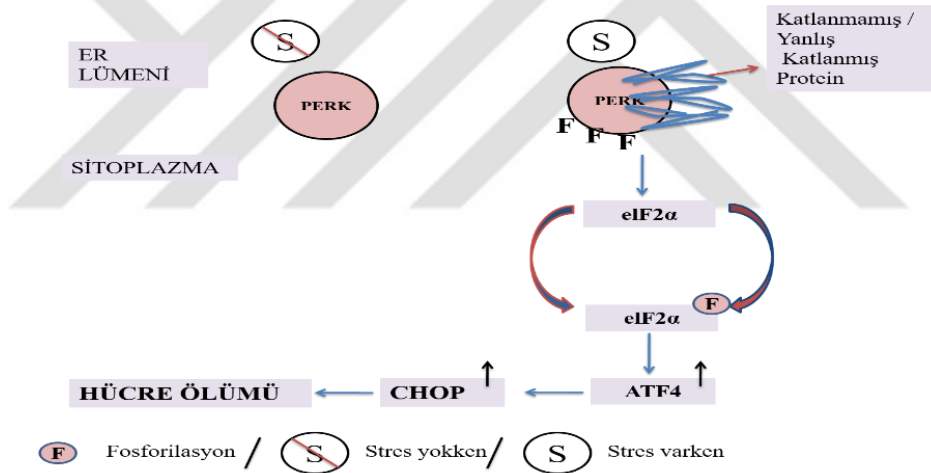 S
S
Katlanmamış /
Yanlış
Katlanmış
Protein
ER
LÜMENİ
PERK
PERK
F
F
F
SİTOPLAZMA
eIF2α
F
eIF2α
HÜCRE ÖLÜMÜ
CHOP
ATF4
F Fosforilasyon / S Stres yokken / S Stres varken